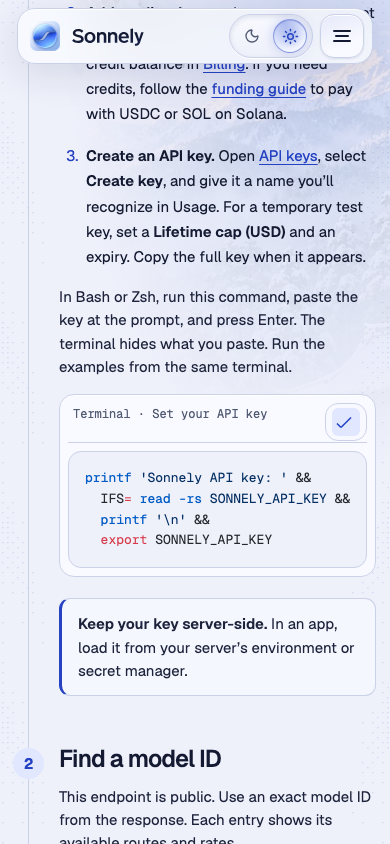 Sonnely
credit balance in Billing. If you need
credits, follow the funding guide to pay
with USDC or SOL on Solana.
3. Create an API key. Open API keys, select
Create key, and give it a name you’ll
recognize in Usage. For a temporary test
key, set a Lifetime cap (USD) and an
expiry. Copy the full key when it appears.
In Bash or Zsh, run this command, paste the
key at the prompt, and press Enter. The
terminal hides what you paste. Run the
examples from the same terminal.
Terminal · Set your API key
printf 'Sonnely API key: ' &&
IFS= read -rs SONNELY_API_KEY &&
printf '\n' &&
export SONNELY_API_KEY
Keep your key server-side. In an app,
load it from your server’s environment or
secret manager.
2 Find a model ID
This endpoint is public. Use an exact model ID
from the response. Each entry shows its
available routes and rates.